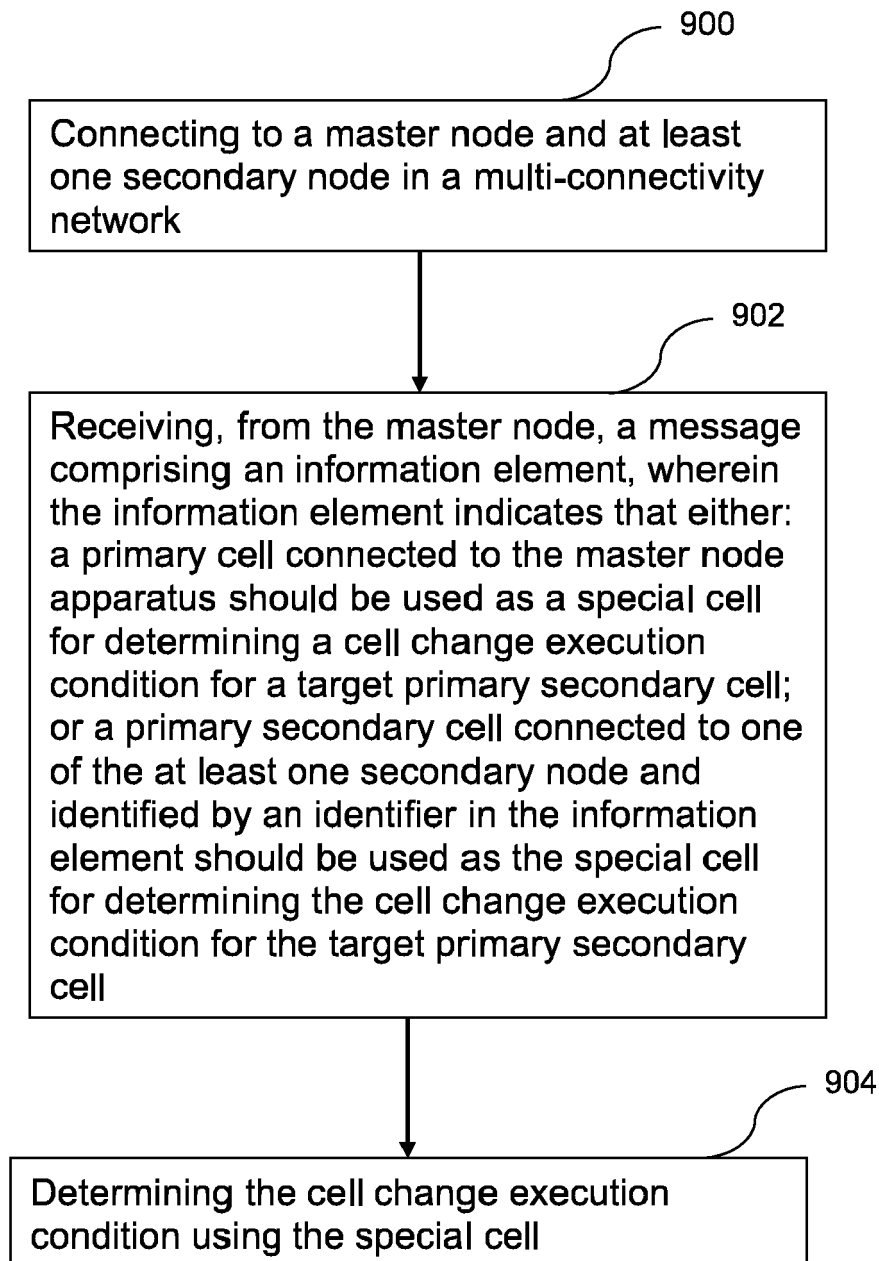 900
Connecting to a master node and at least
one secondary node in a multi-connectivity
network
902
Receiving, from the master node, a message
comprising an information element, wherein
the information element indicates that either:
a primary cell connected to the master node
apparatus should be used as a special cell
for determining a cell change execution
condition for a target primary secondary cell;
or a primary secondary cell connected to one
of the at least one secondary node and
identified by an identifier in the information
element should be used as the special cell
for determining the cell change execution
condition for the target primary secondary
cell
904
Determining the cell change execution
condition using the special cell